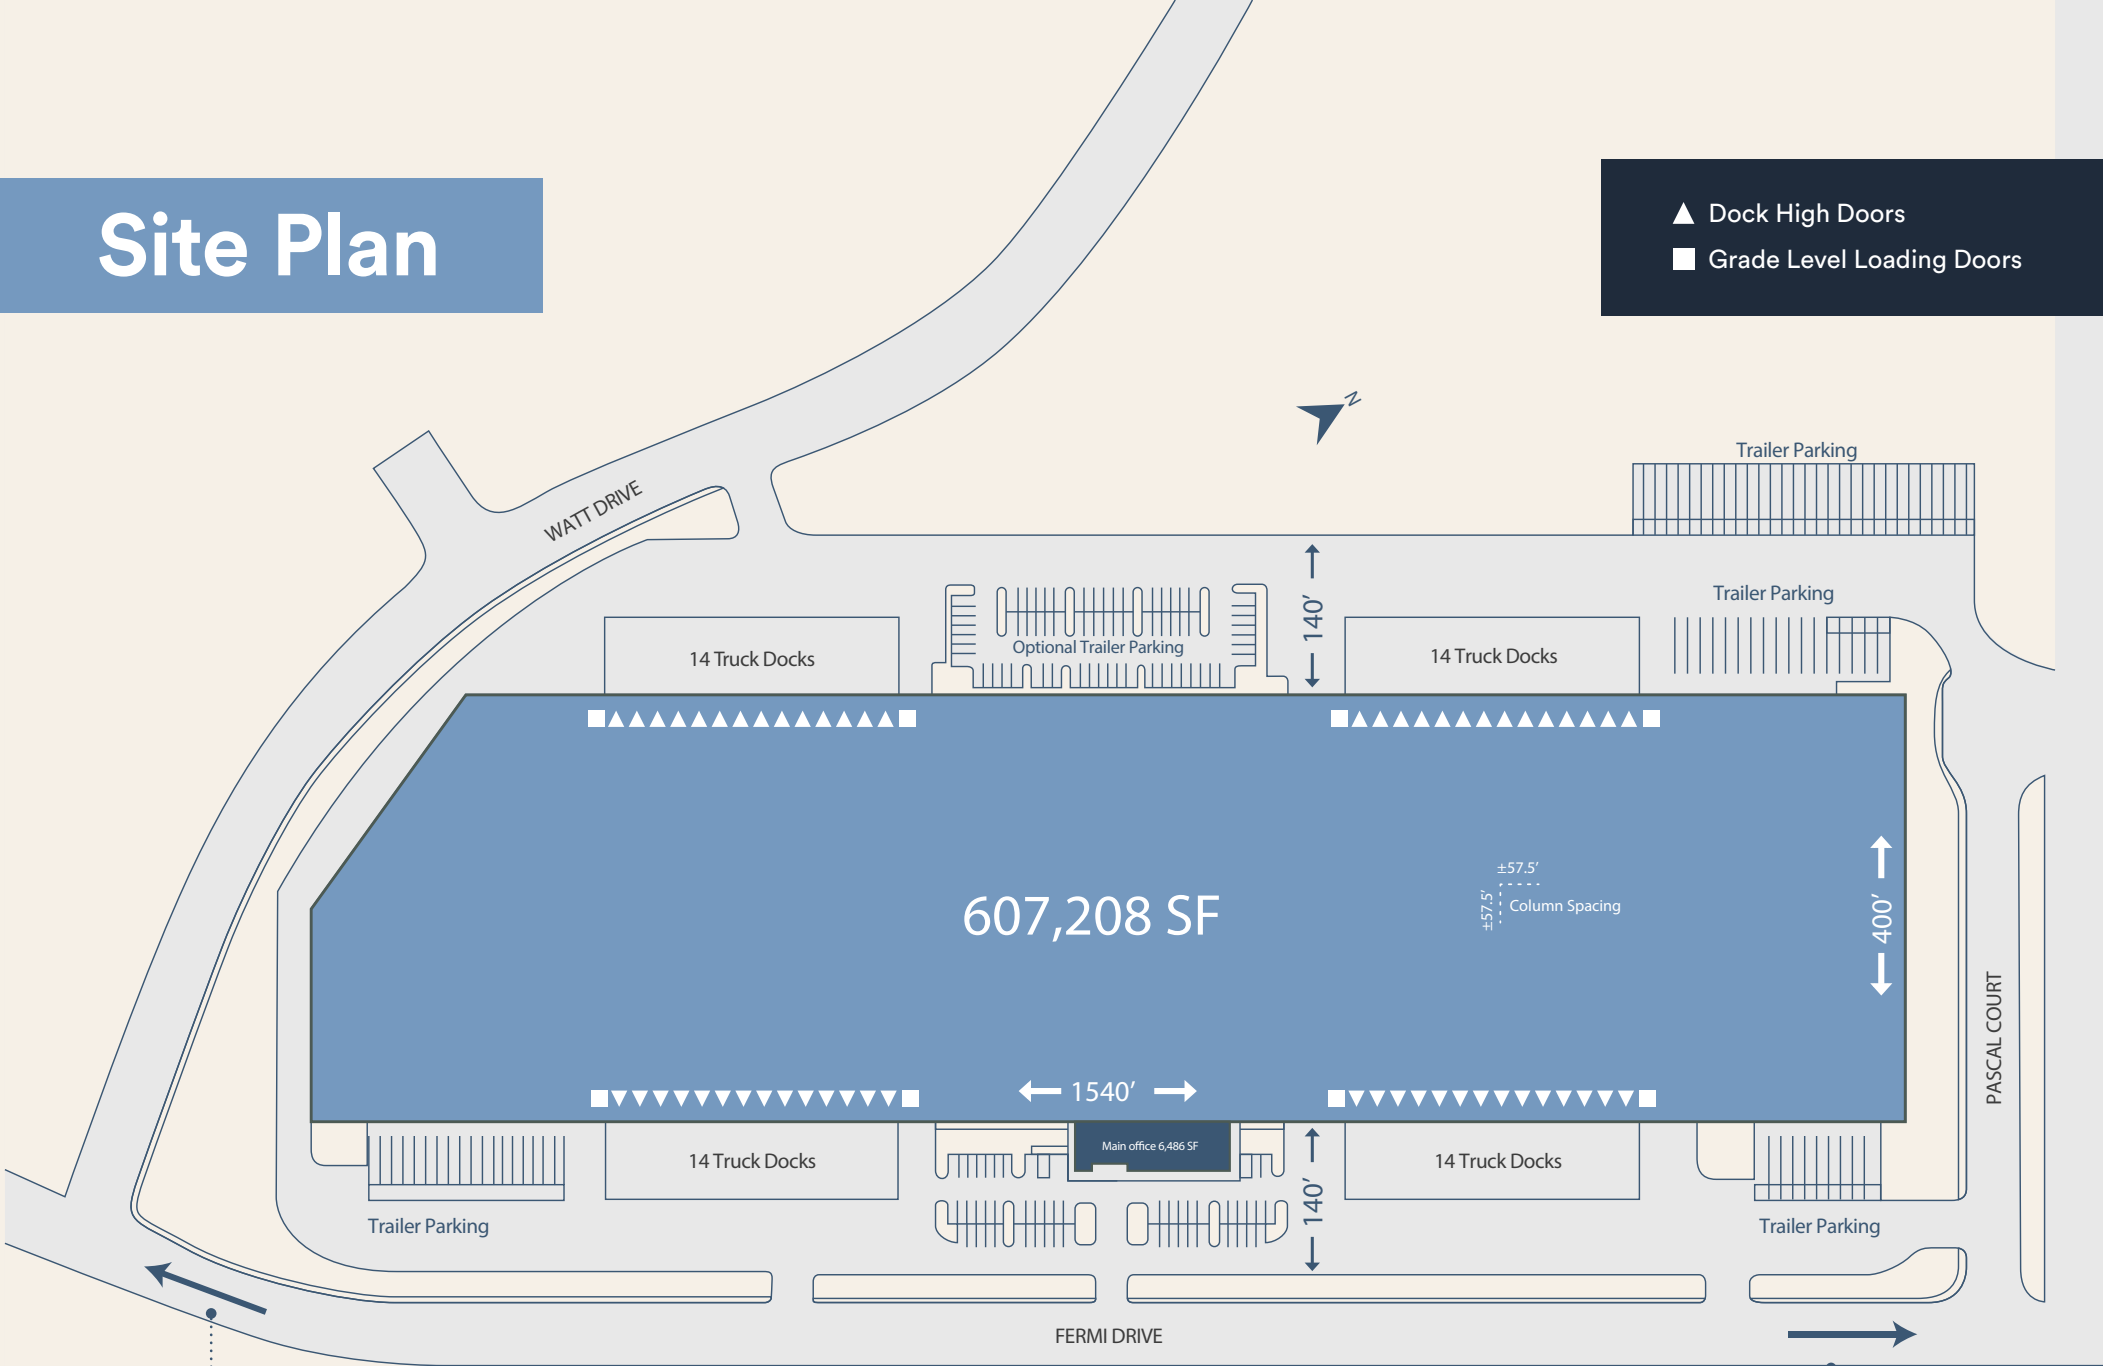 Site Plan
Dock High Doors
Grade Level Loading Doors
N
Trailer Parking
WATT DRIVE
Trailer Parking
140'
Optional Trailer Parking
14 Truck Docks
14 Truck Docks
±57.5'
±57.5'
Column Spacing
607,208 SF
400'
PASCAL COURT
1540'
Main office 6,486 SF
14 Truck Docks
14 Truck Docks
140'
Trailer Parking
Trailer Parking
FERMI DRIVE